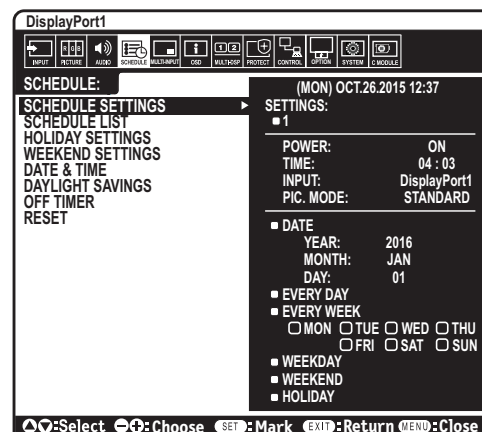 DisplayPort1
INPUT RGB PICTURE AUDIO SCHEDULE MULTI-INPUT OSD 12 MULTI-DSP PROTECT CONTROL OPTION SYSTEM C MODULE
SCHEDULE:
SCHEDULE SETTINGS
SCHEDULE LIST
HOLIDAY SETTINGS
WEEKEND SETTINGS
DATE & TIME
DAYLIGHT SAVINGS
OFF TIMER
RESET
(MON) OCT.26.2015 12:37
SETTINGS:
1
POWER: ON
TIME: 04 : 03
INPUT: DisplayPort1
PIC. MODE: STANDARD
DATE
YEAR: 2016
MONTH: JAN
DAY: 01
EVERY DAY
EVERY WEEK
MON TUE WED THU
FRI SAT SUN
WEEKDAY
WEEKEND
HOLIDAY
:Select :Choose SET:Mark EXIT:Return MENU:Close